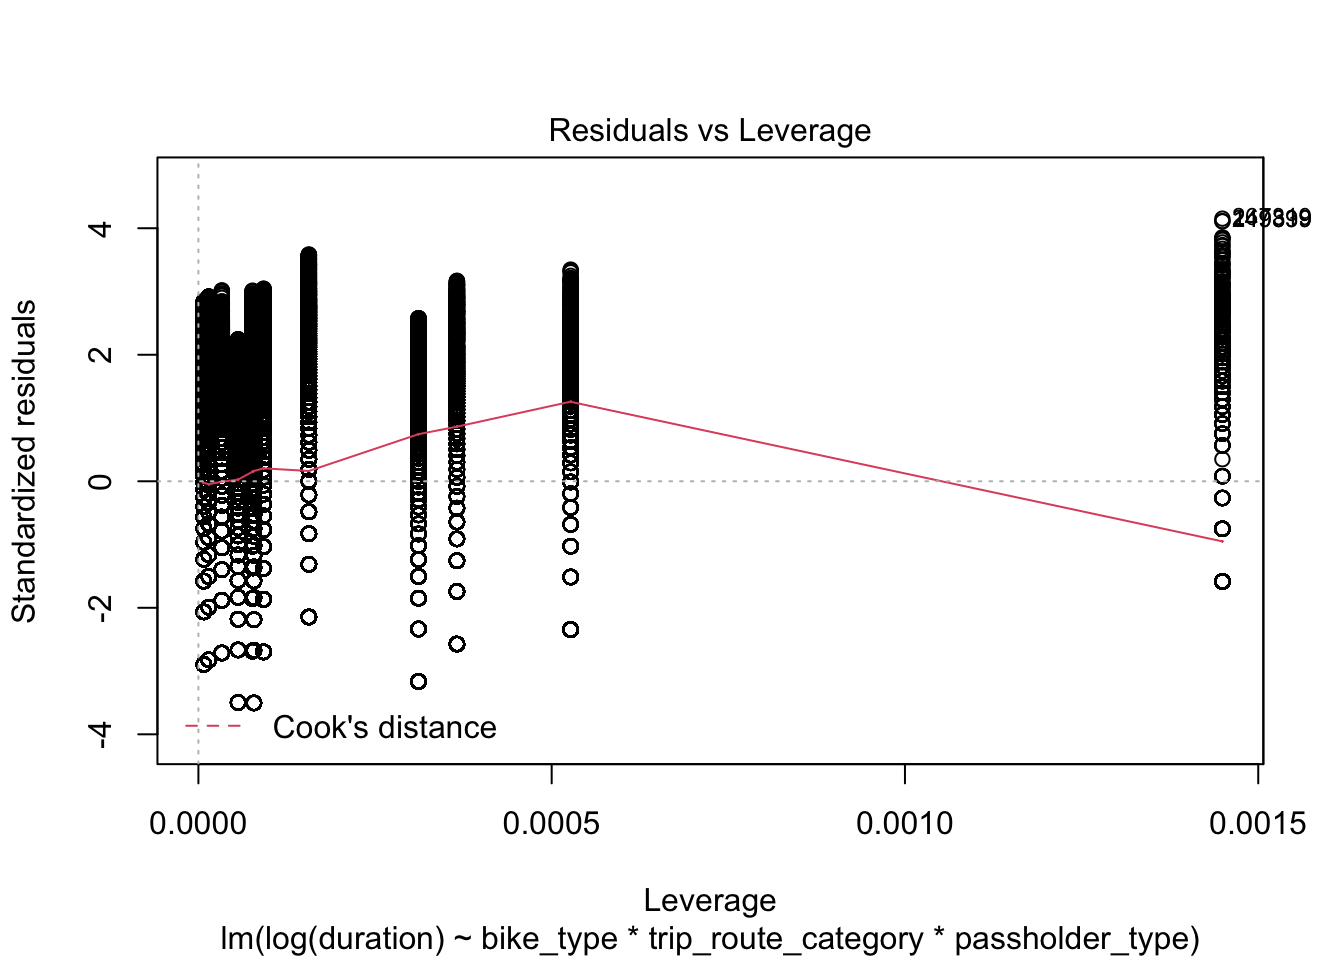 Residuals vs Leverage
Standardized residuals
4
2
0
-2
-4
Cook's distance
0.0000
0.0005
0.0010
0.0015
Leverage
lm(log(duration) ~ bike_type * trip_route_category * passholder_type)